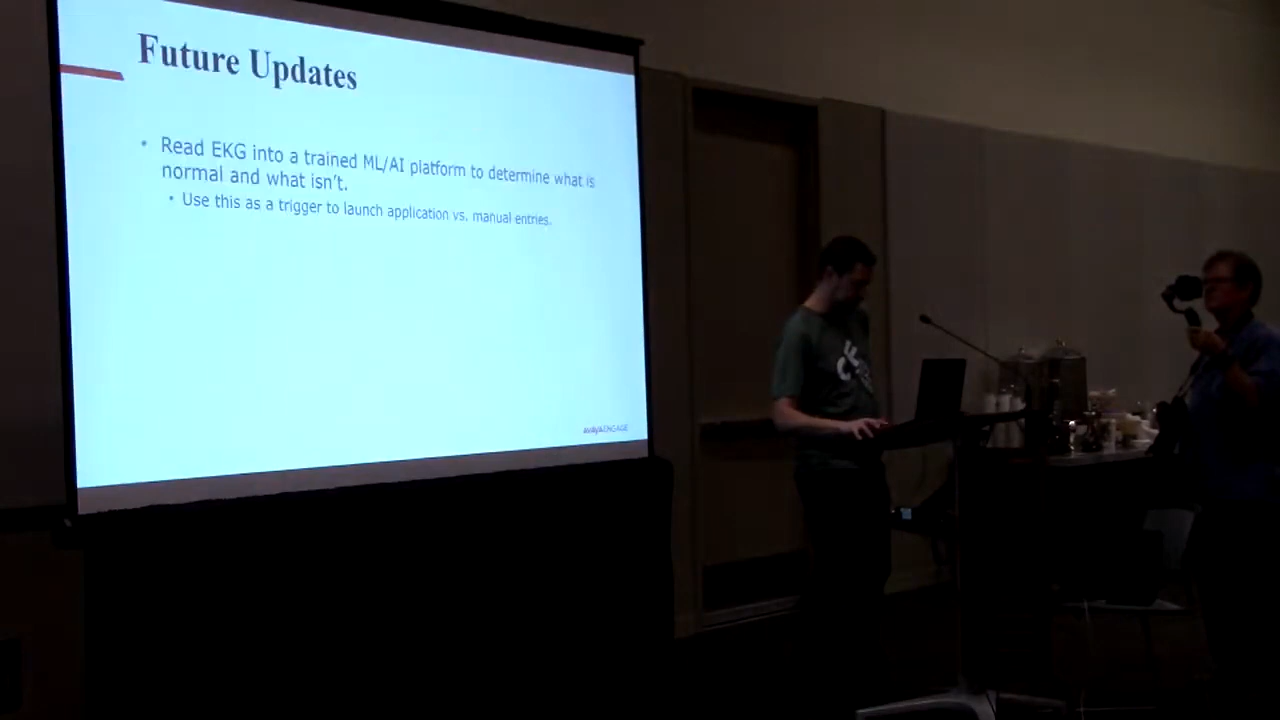 Future Updates
• Read EKG into a trained ML/AI platform to determine what is
normal and what isn't.
• Use this as a trigger to launch application vs. manual entries.
avayaENGAGE